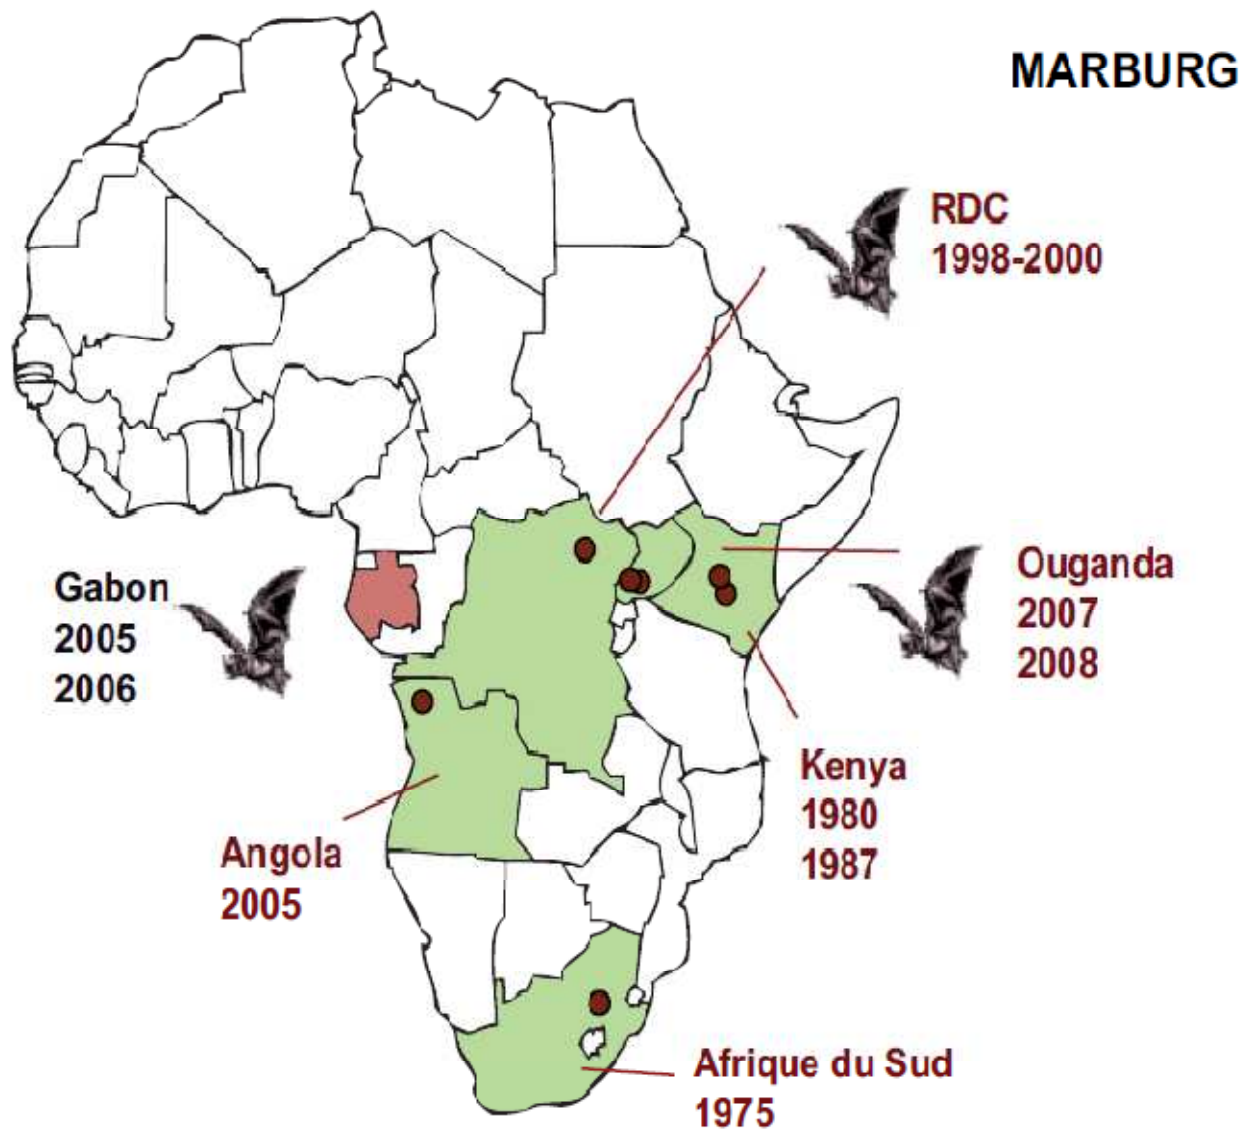 MARBURG
RDC
1998-2000
Gabon
2005
2006
Ouganda
2007
2008
Kenya
1980
1987
Angola
2005
Afrique du Sud
1975